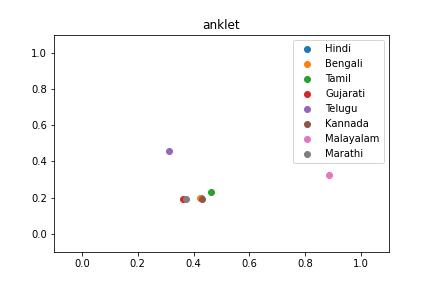 anklet
1.0
0.8
0.6
0.4
0.2
0.0
0.0 0.2 0.4 0.6 0.8 1.0
Hindi
Bengali
Tamil
Gujarati
Telugu
Kannada
Malayalam
Marathi